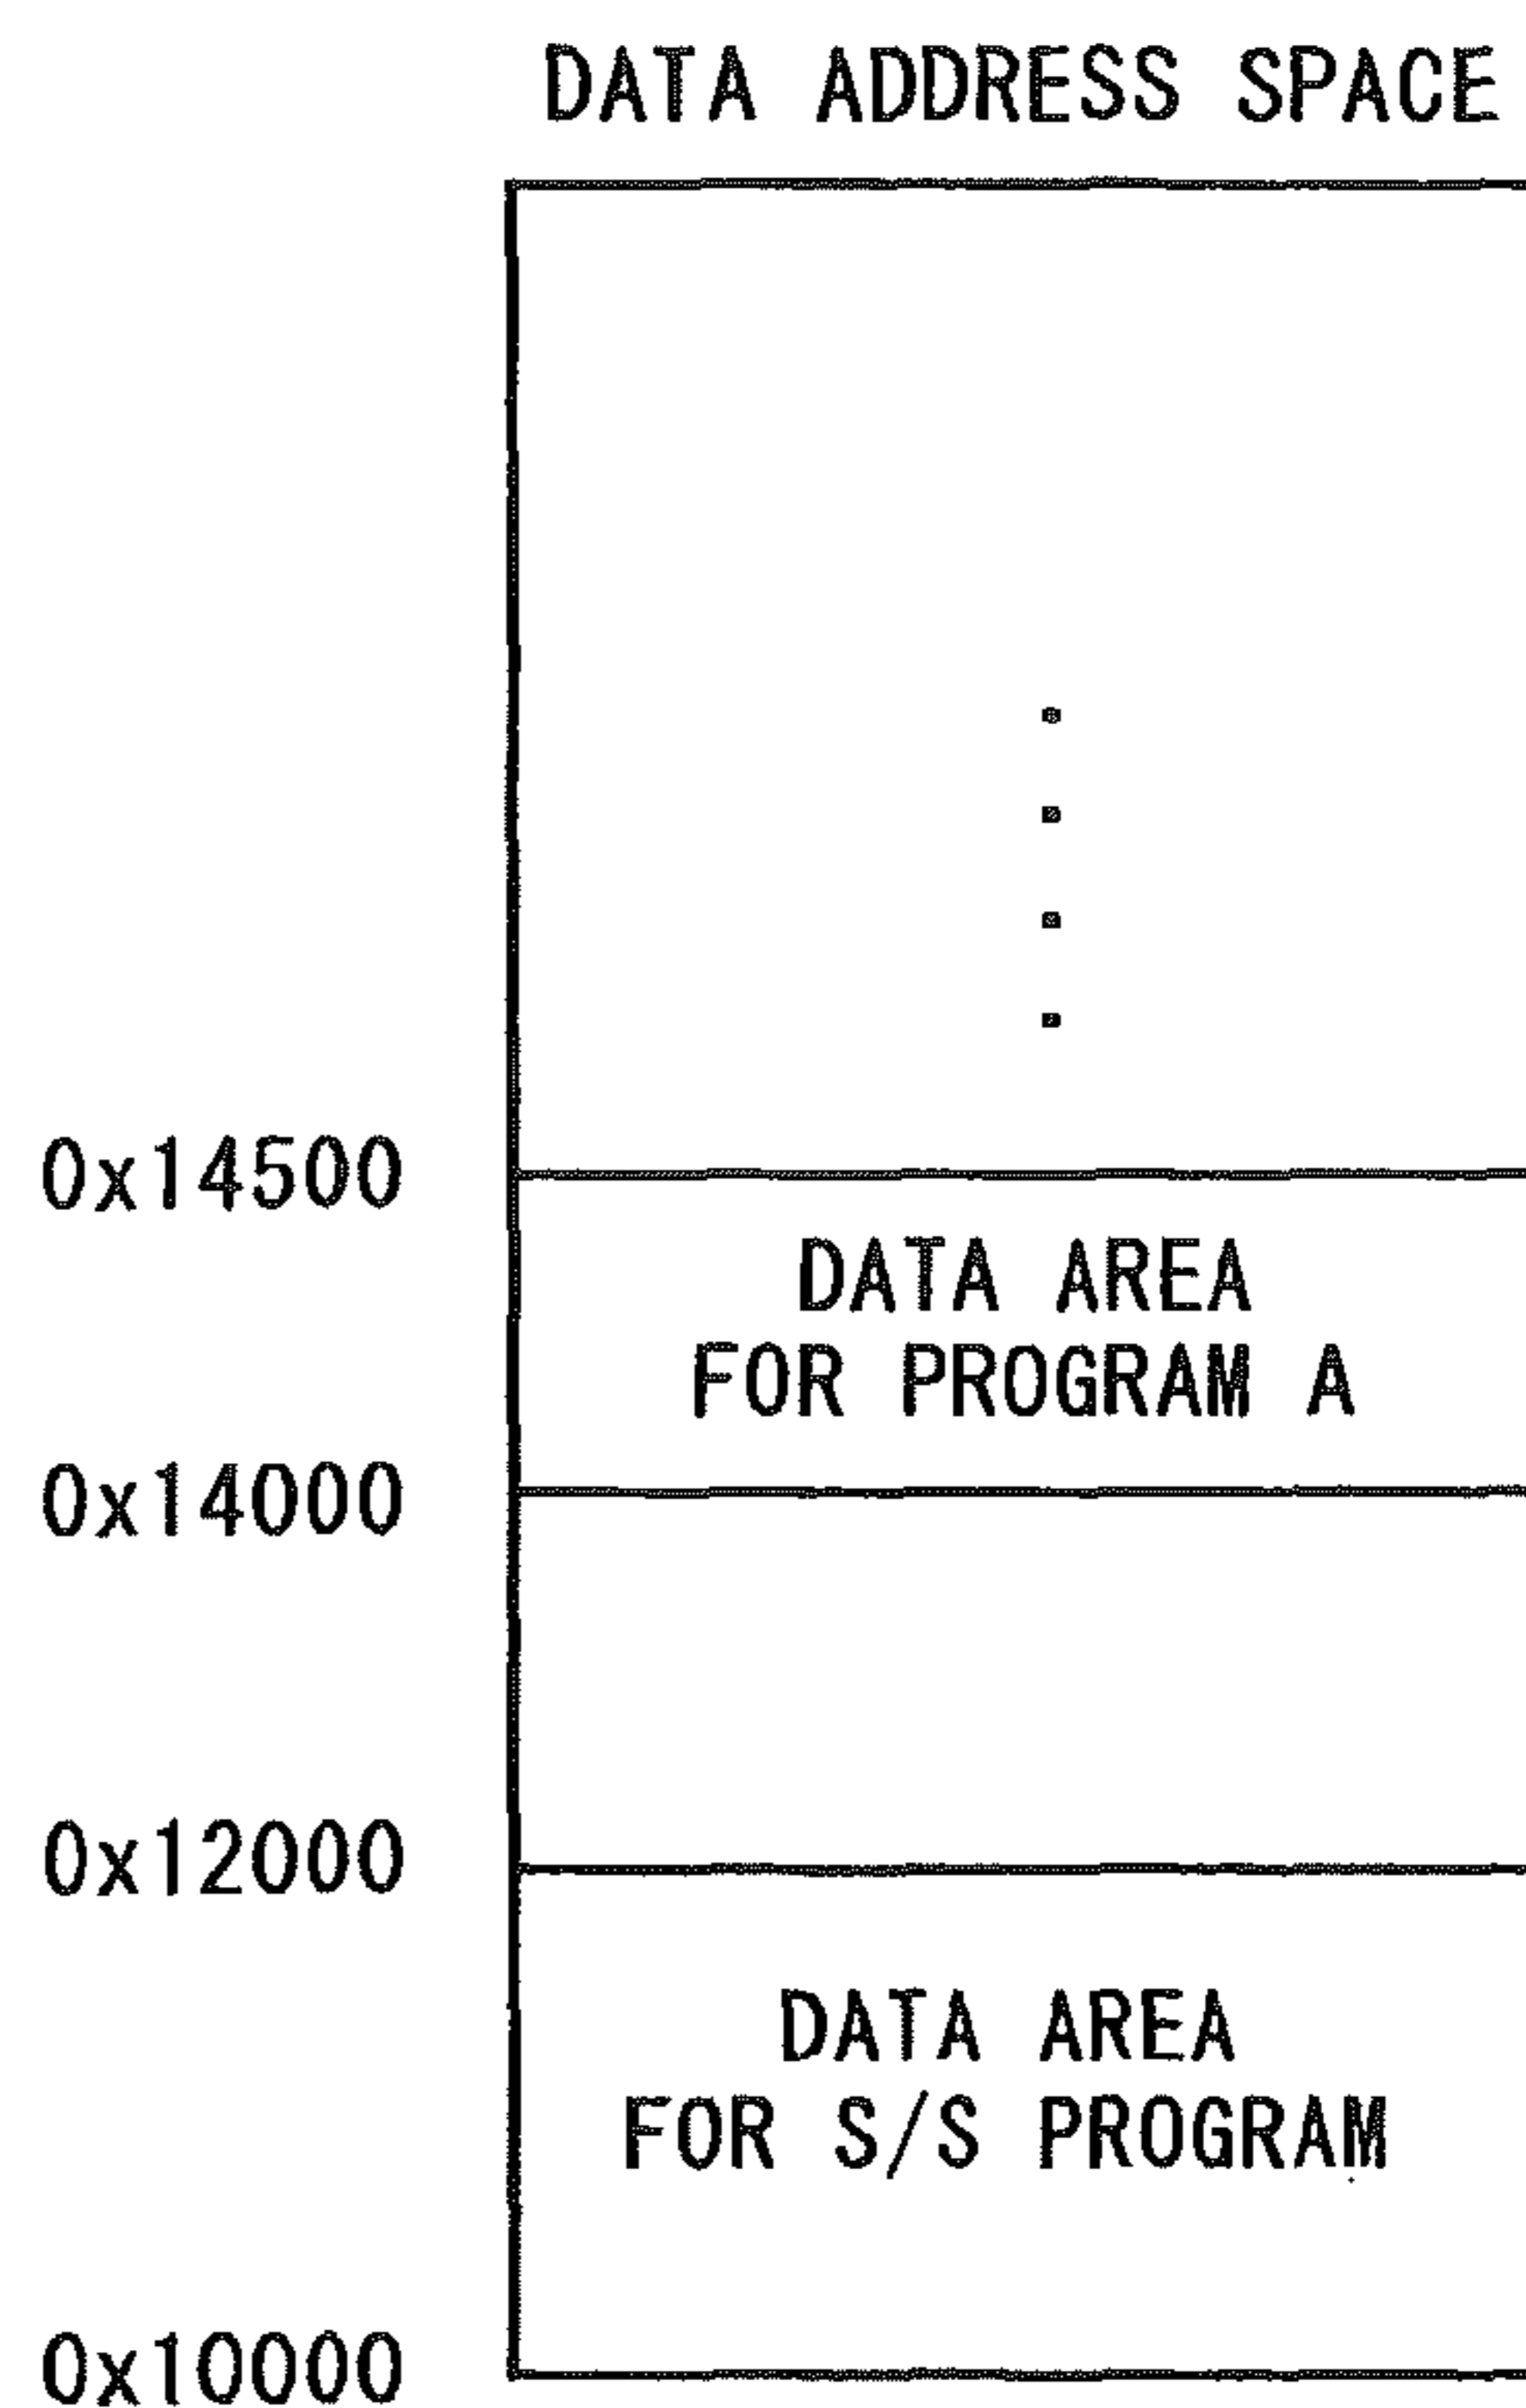 DATA ADDRESS SPACE
0x14500
DATA AREA
FOR PROGRAM A
0x14000
0x12000
DATA AREA
FOR S/S PROGRAM
0x10000